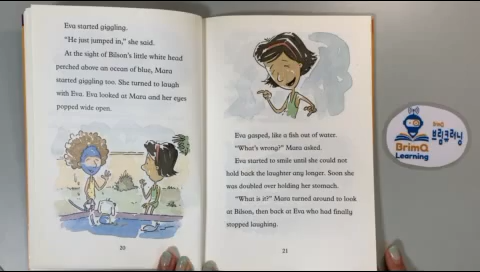 Eva started giggling.
"He just jumped in," she said.
At the sight of Bilson's little white head
perched above an ocean of blue, Mara
started giggling too. She turned to laugh
with Eva. Eva looked at Mara and her eyes
popped wide open.
20
Eva gasped, like a fish out of water.
"What's wrong?" Mara asked.
Eva started to smile until she could not
hold back the laughter any longer. Soon she
was doubled over holding her stomach.
"What is it?" Mara turned around to look
at Bilson, then back at Eva who had finally
stopped laughing.
21
브림큐러닝
BrimQ
Learning